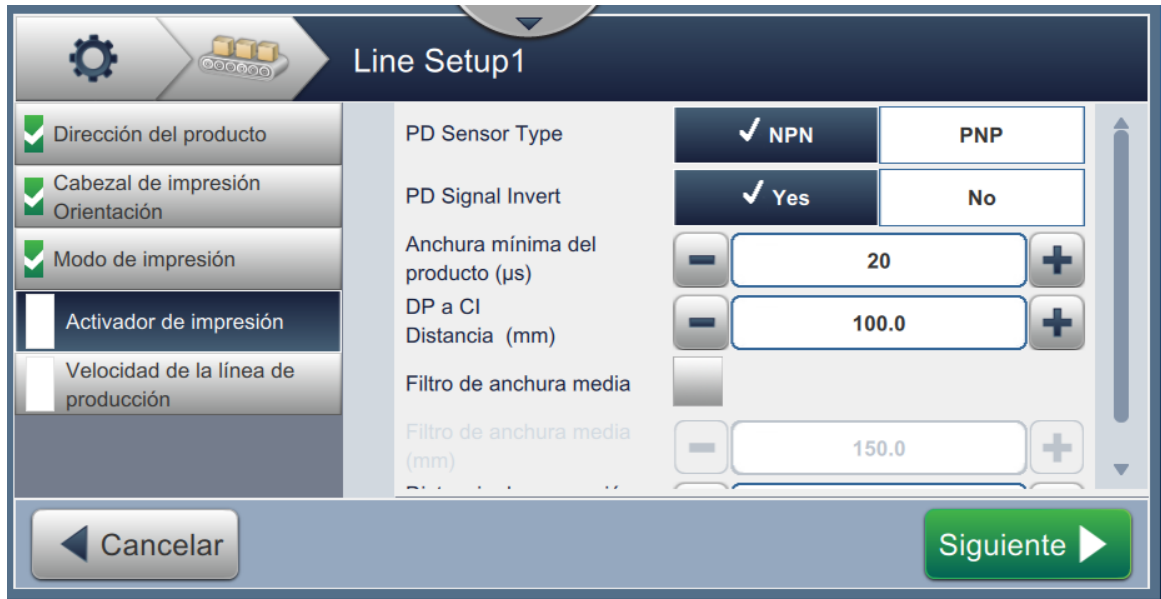 Line Setup1
Dirección del producto
Cabezal de impresión
Orientación
Modo de impresión
Activador de impresión
Velocidad de la línea de
producción
PD Sensor Type
NPN
PNP
PD Signal Invert
Yes
No
Anchura mínima del
producto (µs)
20
DP a CI
Distancia (mm)
100.0
Filtro de anchura media
Filtro de anchura media
(mm)
150.0
Cancelar
Siguiente